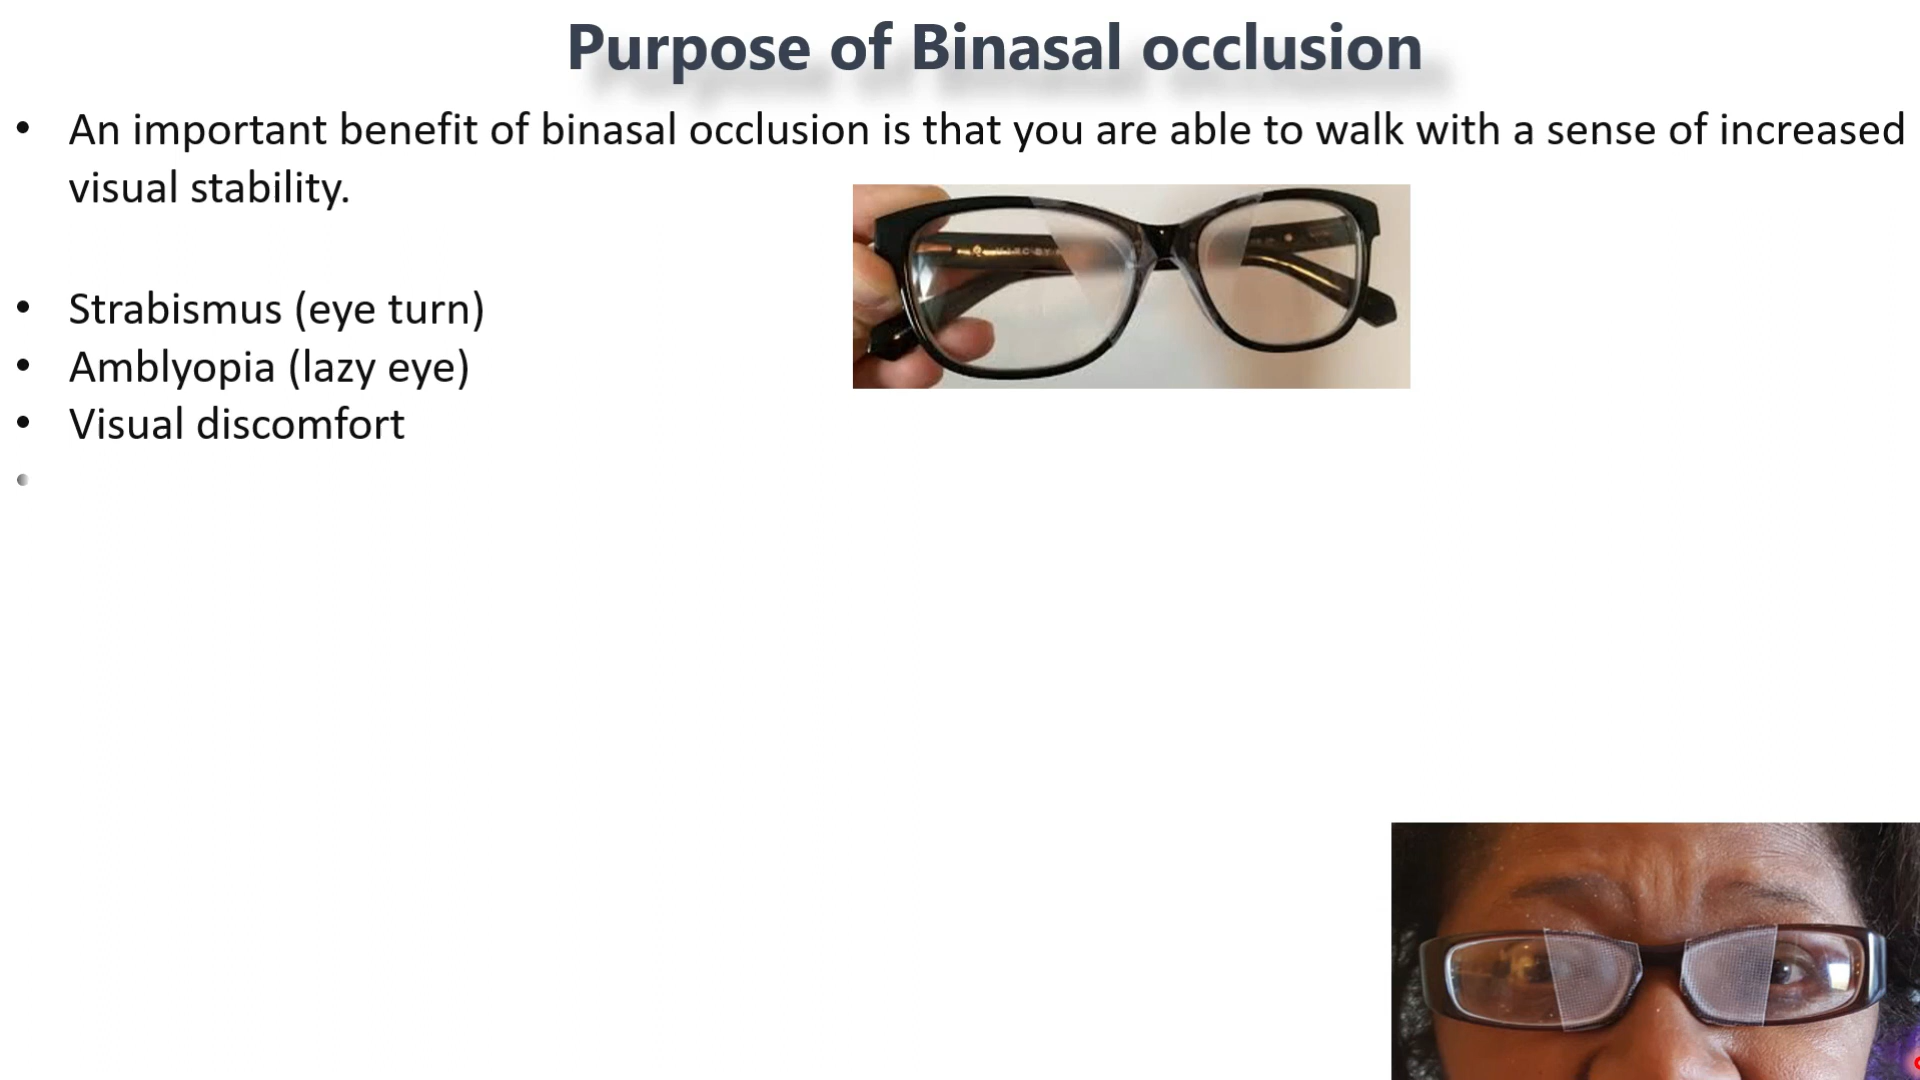 Purpose of Binasal occlusion
• An important benefit of binasal occlusion is that you are able to walk with a sense of increased
visual stability.
• Strabismus (eye turn)
• Amblyopia (lazy eye)
• Visual discomfort
•